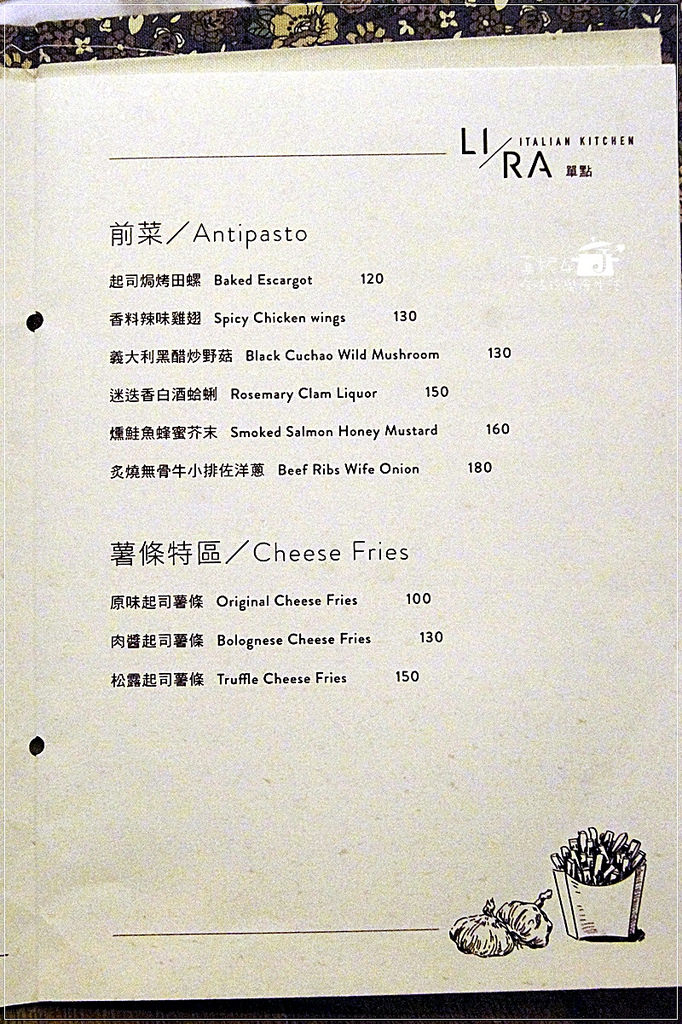 LI/RA ITALIAN KITCHEN
單點
前菜／Antipasto
起司焗烤田螺 Baked Escargot 120
香料辣味雞翅 Spicy Chicken wings 130
義大利黑醋炒野菇 Black Cuchao Wild Mushroom 130
迷迭香白酒蛤蜊 Rosemary Clam Liquor 150
燻鮭魚蜂蜜芥末 Smoked Salmon Honey Mustard 160
炙燒無骨牛小排佐洋蔥 Beef Ribs Wife Onion 180
薯條特區／Cheese Fries
原味起司薯條 Original Cheese Fries 100
肉醬起司薯條 Bolognese Cheese Fries 130
松露起司薯條 Truffle Cheese Fries 150